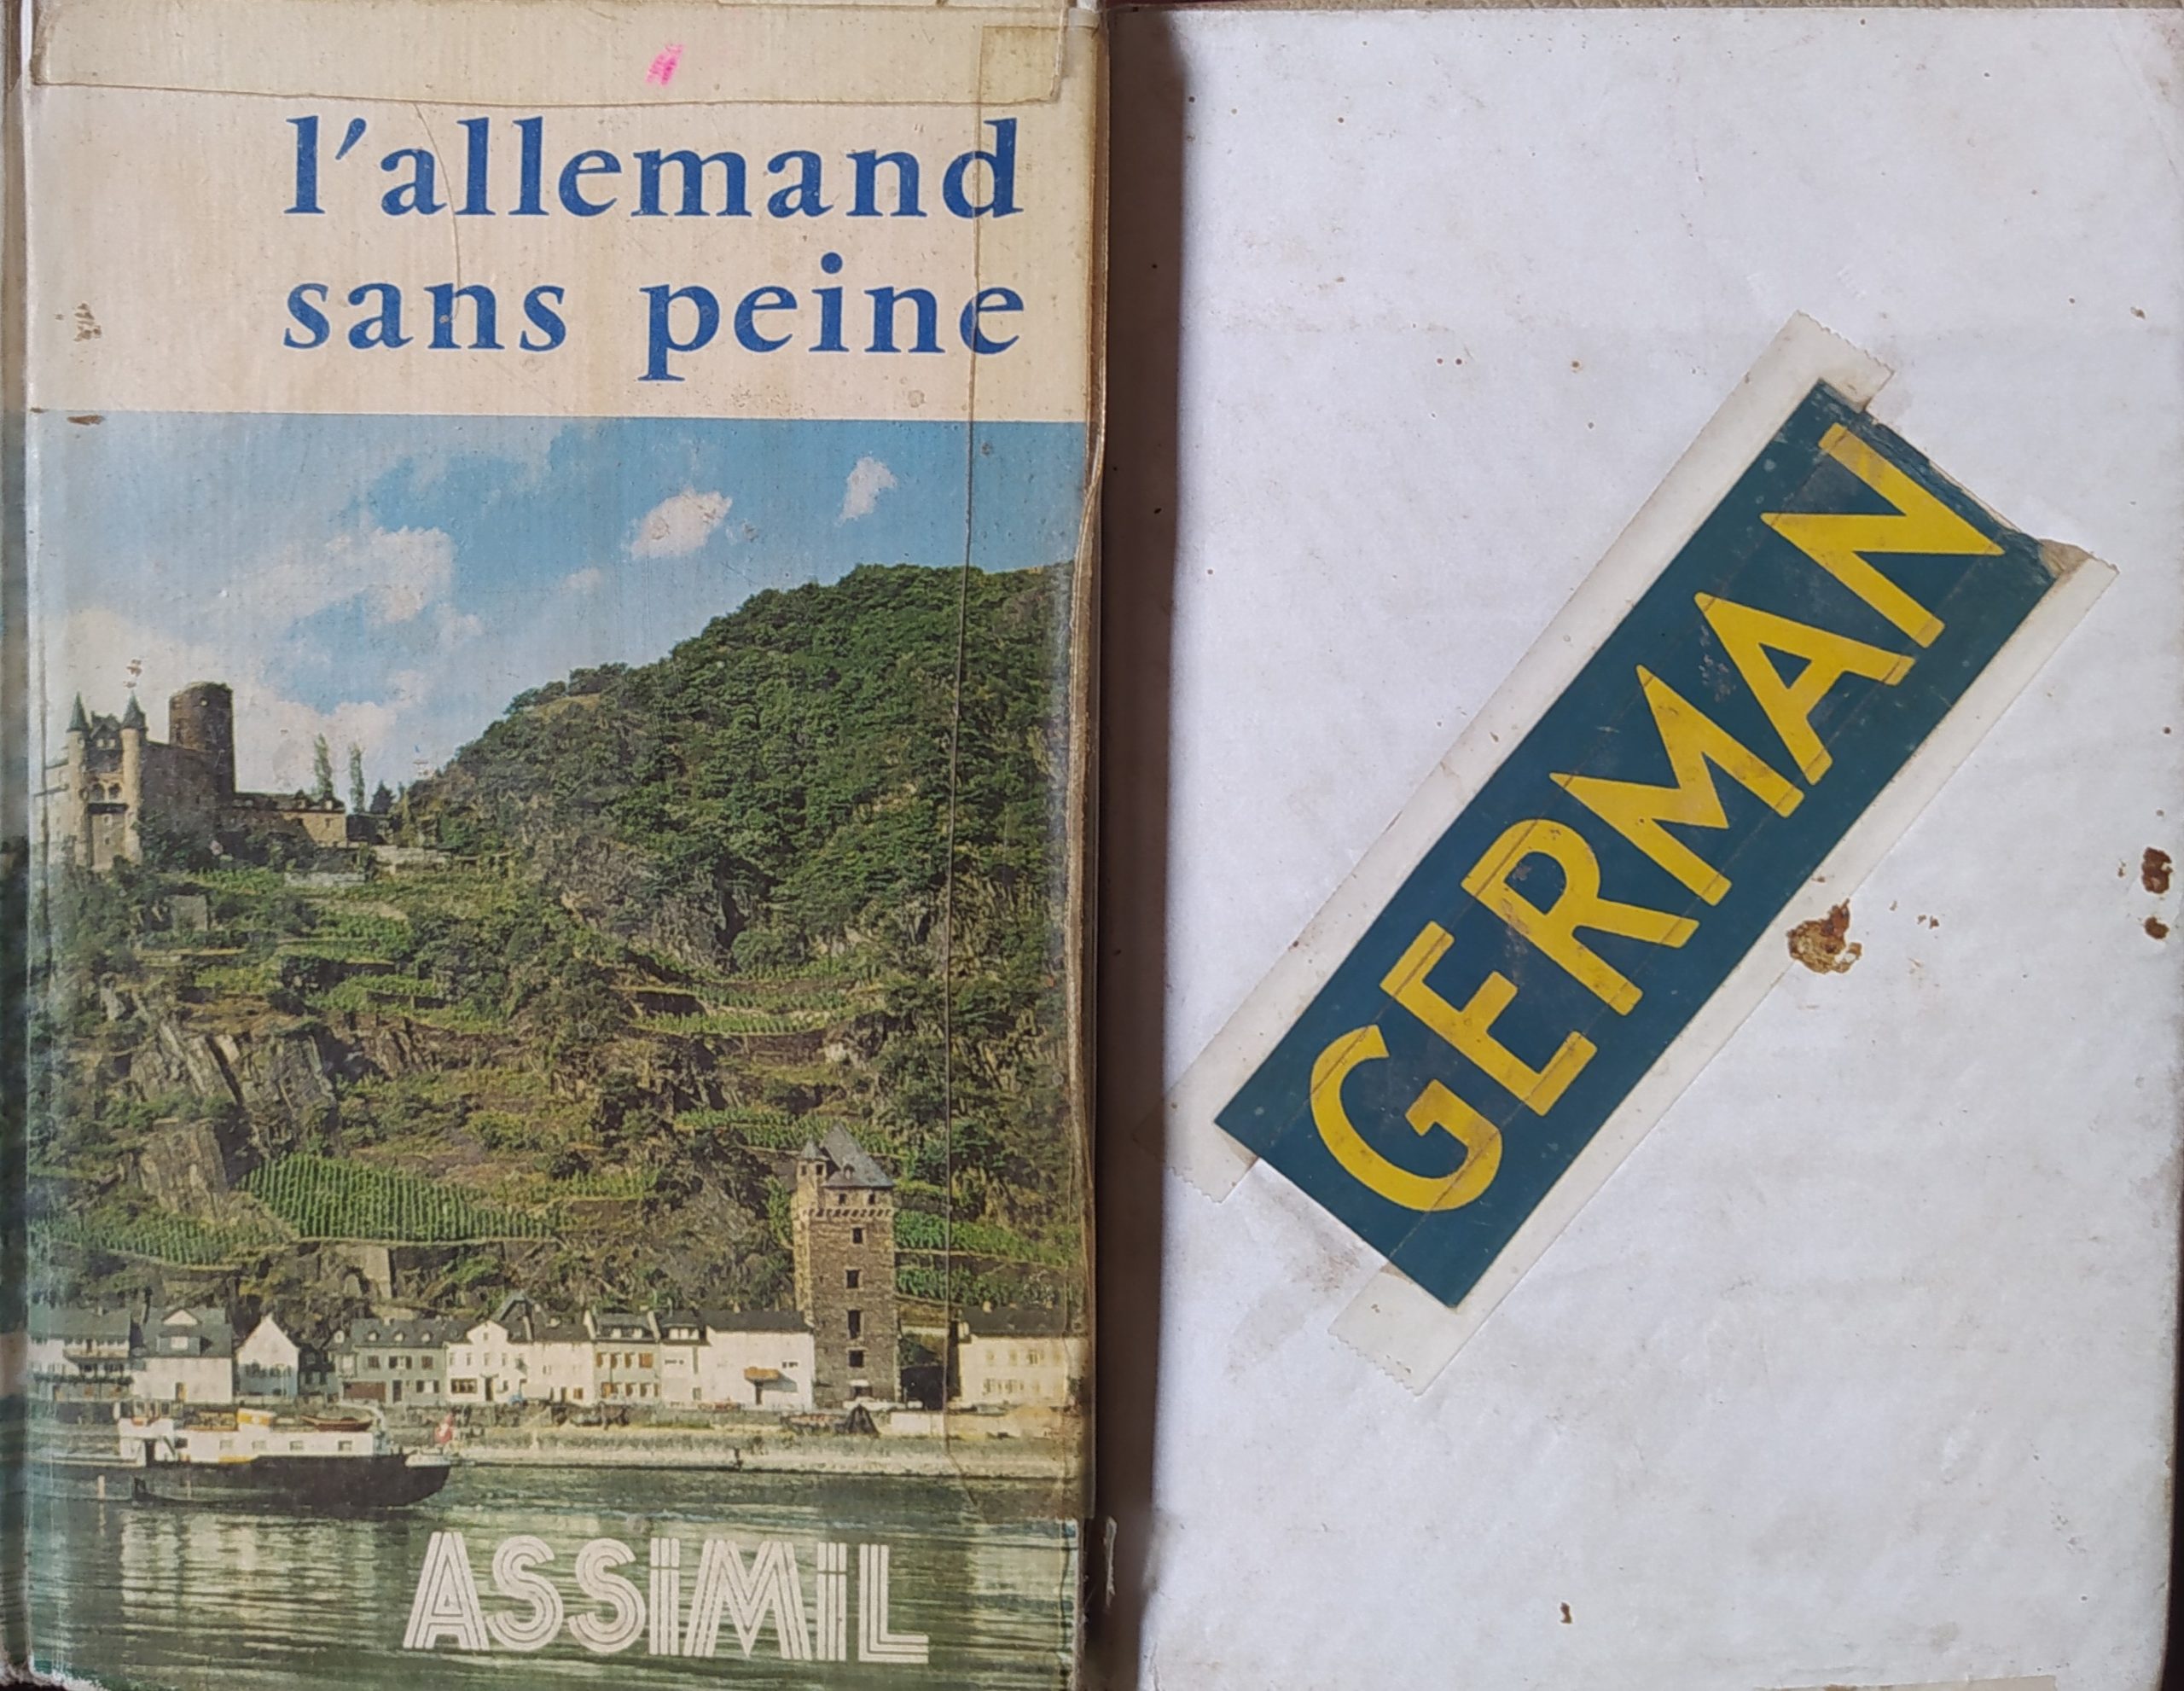 l'allemand
sans peine
ASSiMiL
GERMAN